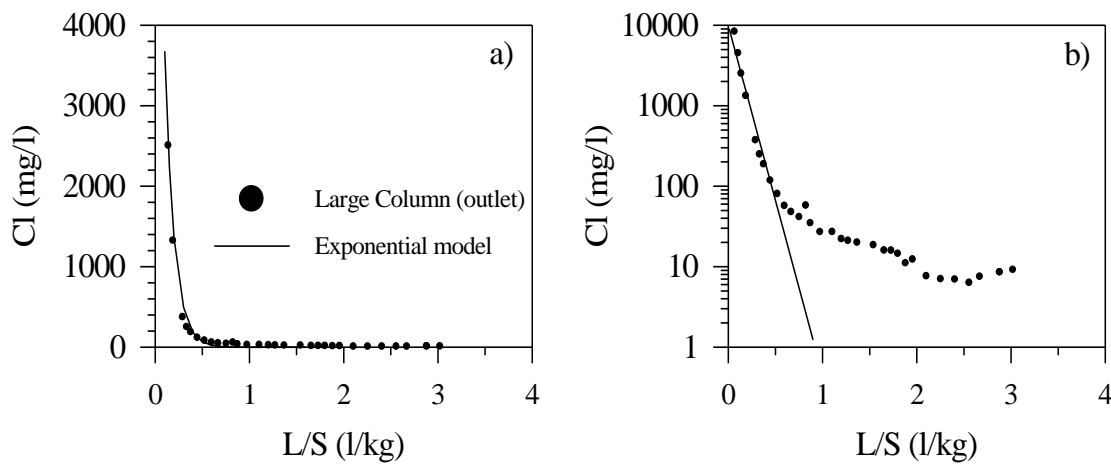 4000
3000
2000
1000
0
Cl (mg/l)
a)
Large Column (outlet)
Exponential model
0 1 2 3 4
L/S (l/kg)
10000
1000
100
10
1
Cl (mg/l)
b)
0 1 2 3 4
L/S (l/kg)